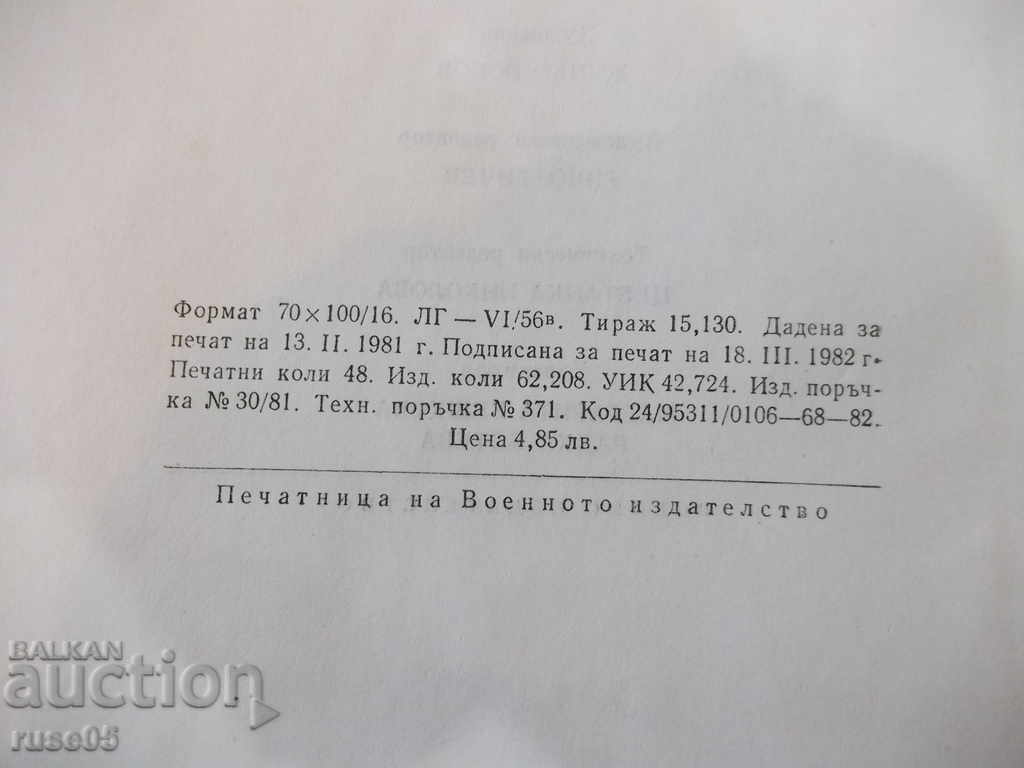 Формат 70×100/16. ЛГ — VI/56в. Тираж 15,130. Дадена за
печат на 13. II. 1981 г. Подписана за печат на 18. III. 1982 г.
Печатни коли 48. Изд. коли 62,208. УИК 42,724. Изд. поръч-
ка № 30/81. Техн. поръчка № 371. Код 24/95311/0106—68—82.
Цена 4,85 лв.
Печатница на Военното издателство
BALKAN
auction
ruse05